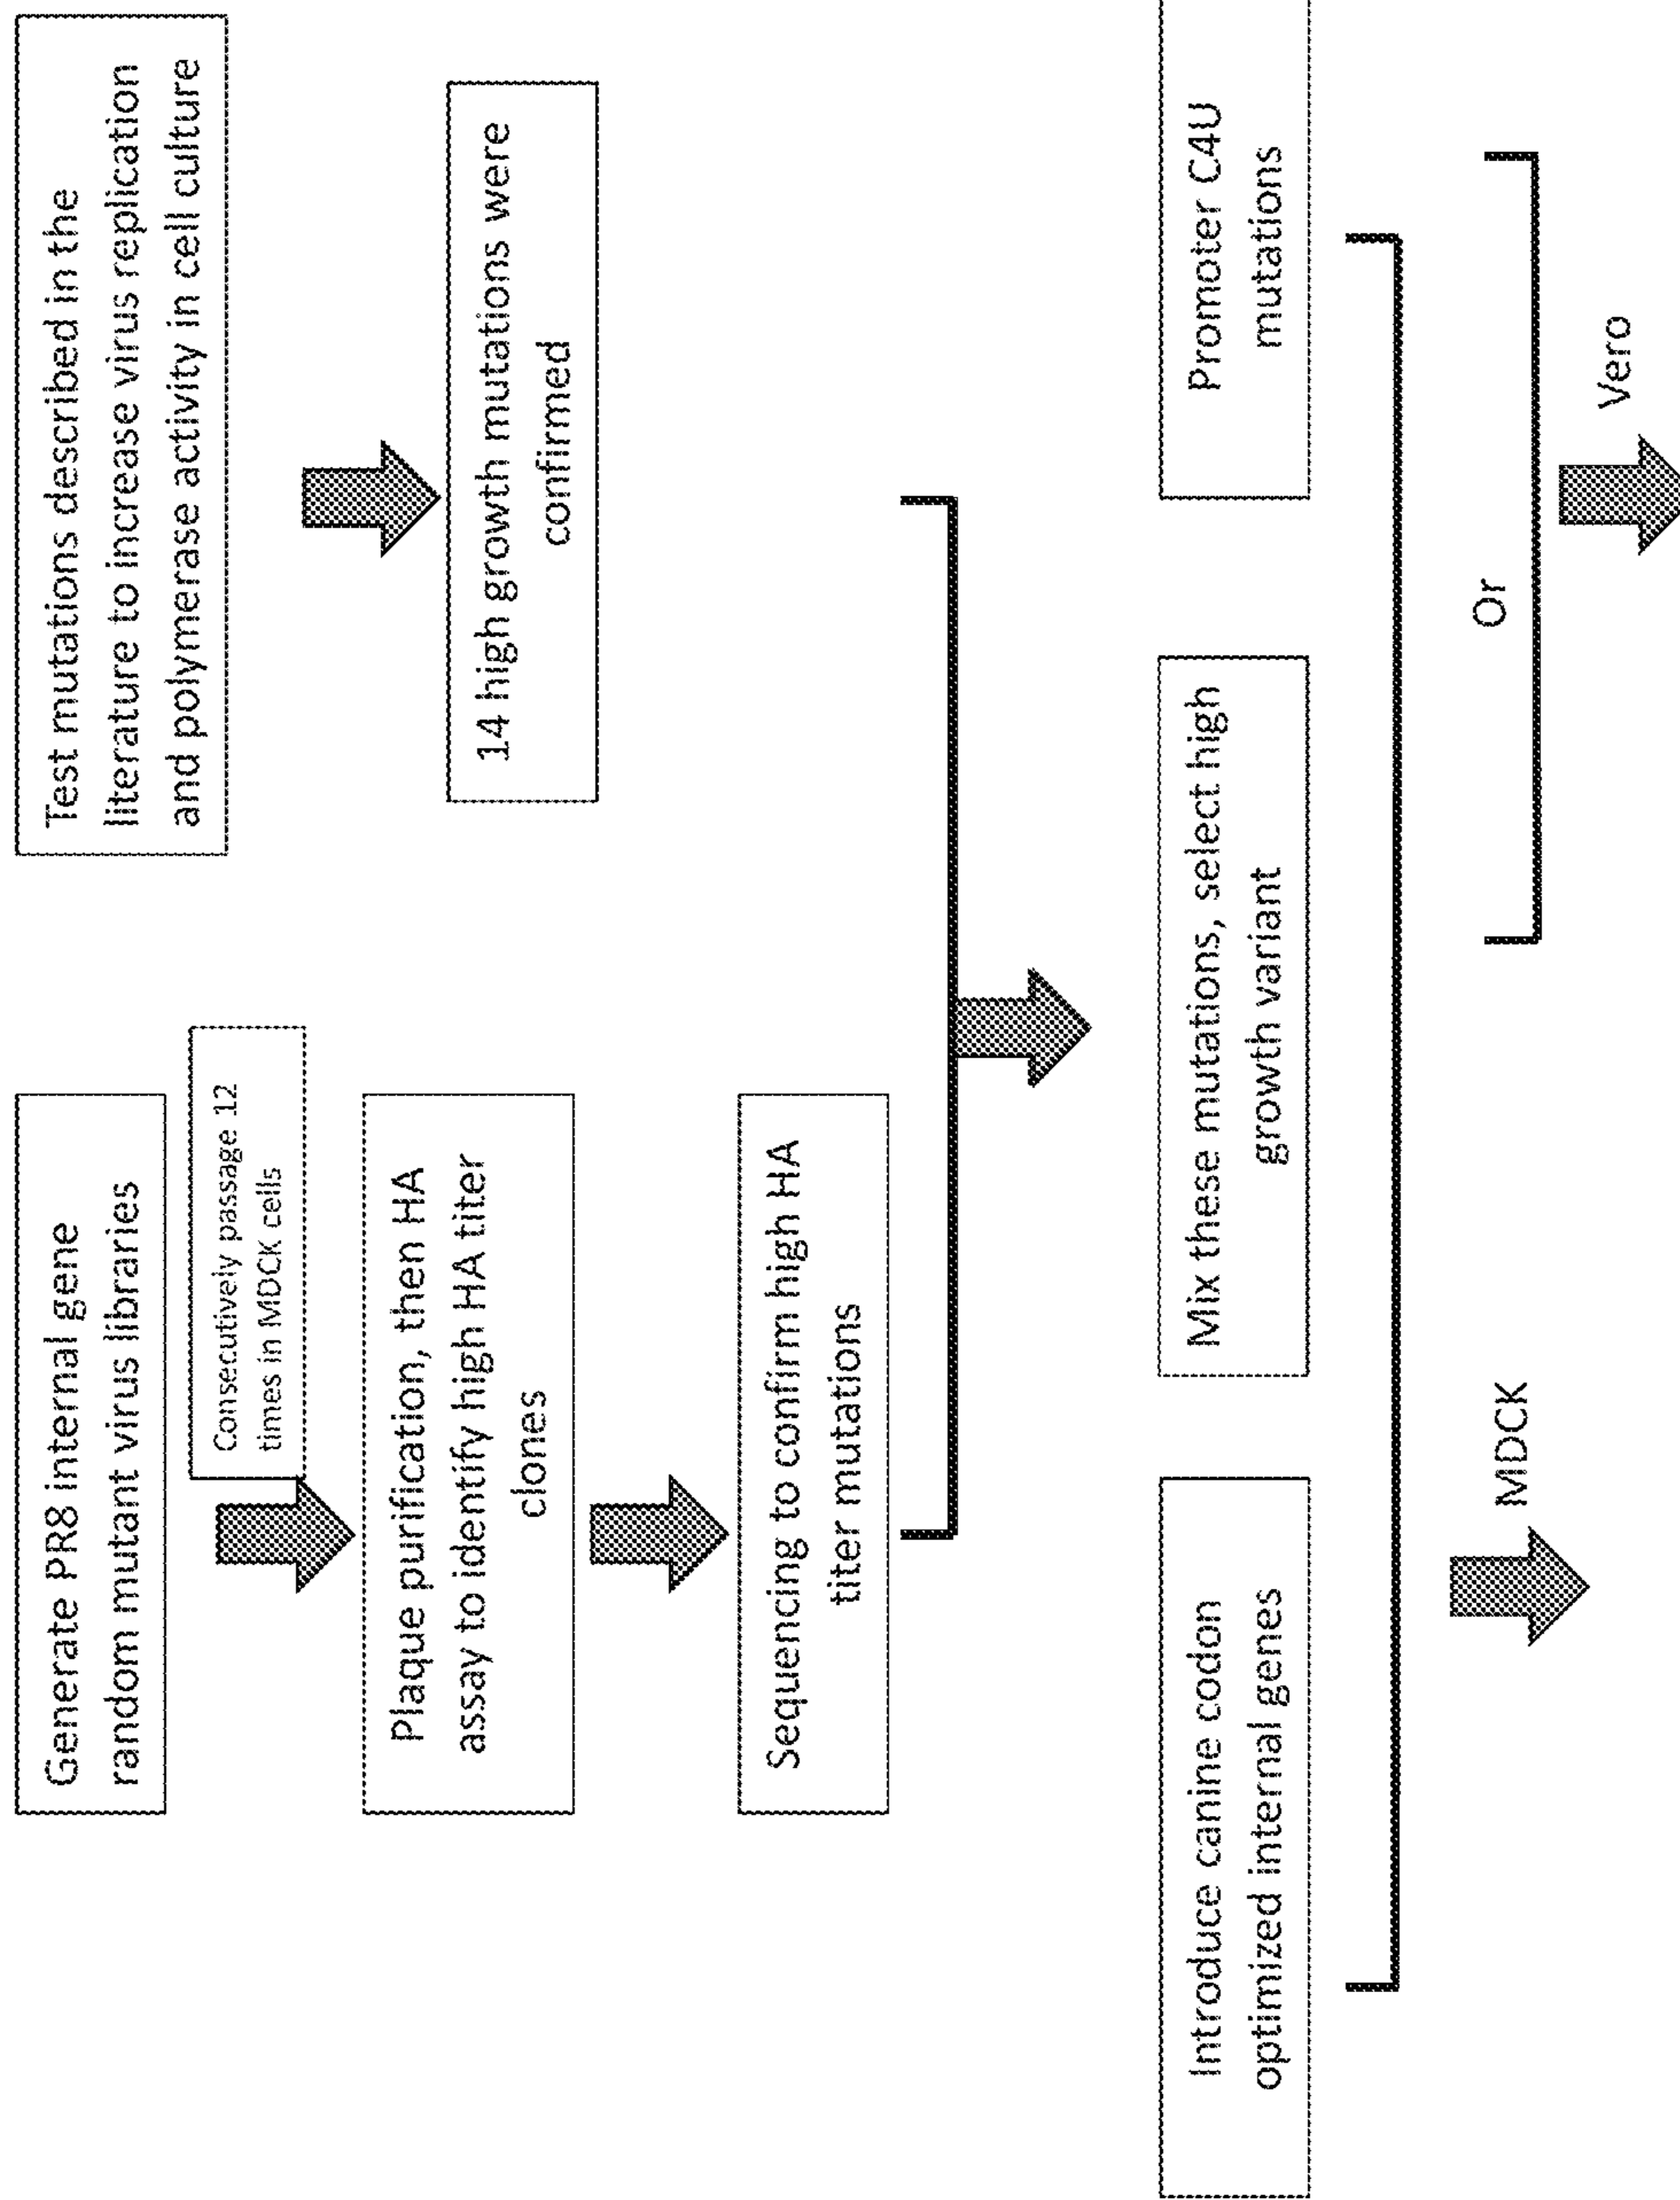 Generate PR8 internal gene
random mutant virus libraries
Consecutively passage 12
times in MDCK cells
Plaque purification, then HA
assay to identify high HA titer
clones
Sequencing to confirm high HA
titer mutations
Test mutations described in the
literature to increase virus replication
and polymerase activity in cell culture
14 high growth mutations were
confirmed
Introduce canine codon
optimized internal genes
Mix these mutations, select high
growth variant
Promoter C4U
mutations
Or
MDCK
Vero